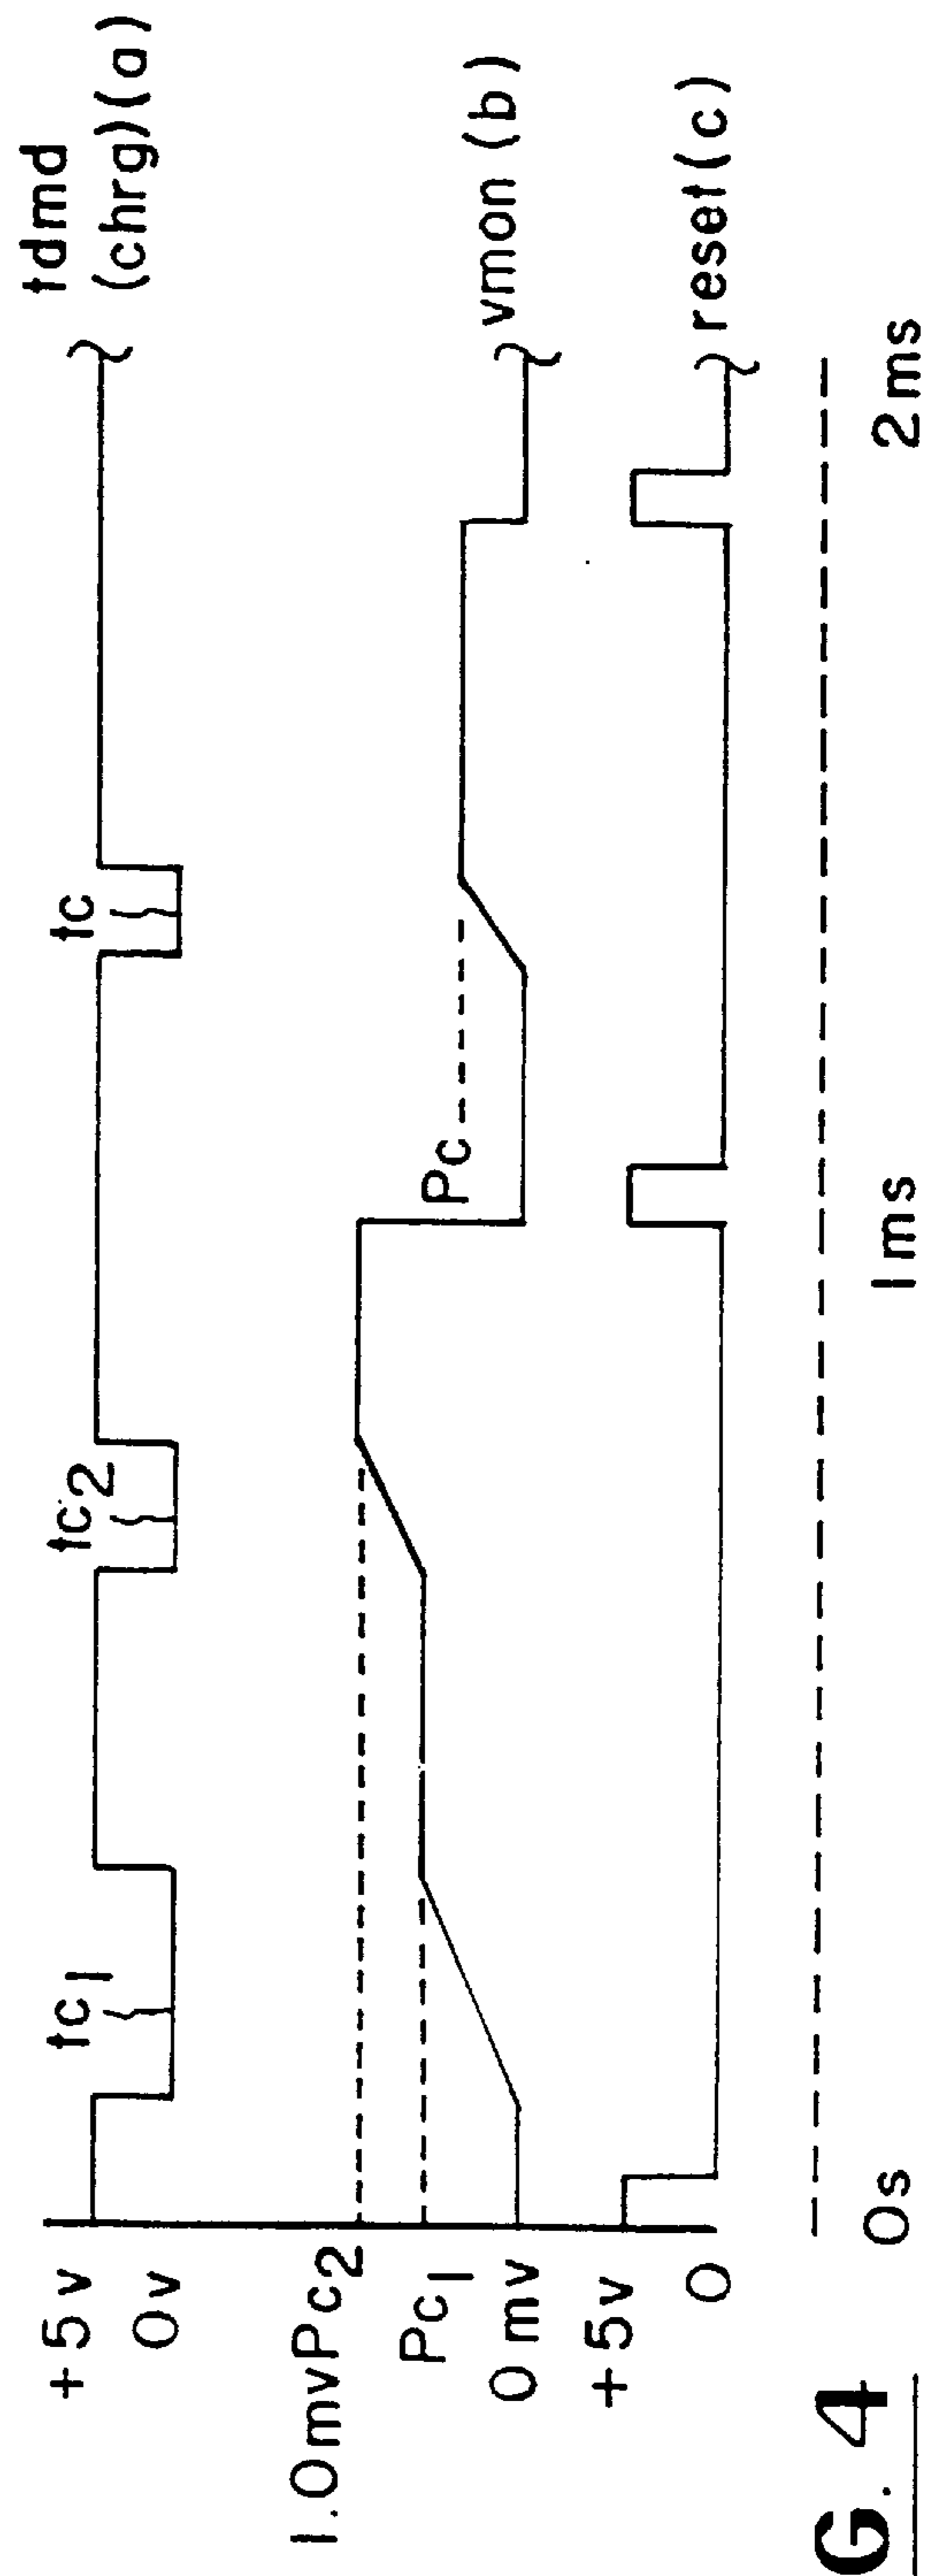 +5v
0v
tc1
tc2
tc
tdmd
(chrg)(a)
1.0mvPc2
Pc1
0mv
Pc
vmon (b)
+5v
0
reset(c)
0s
1ms
2ms
G. 4